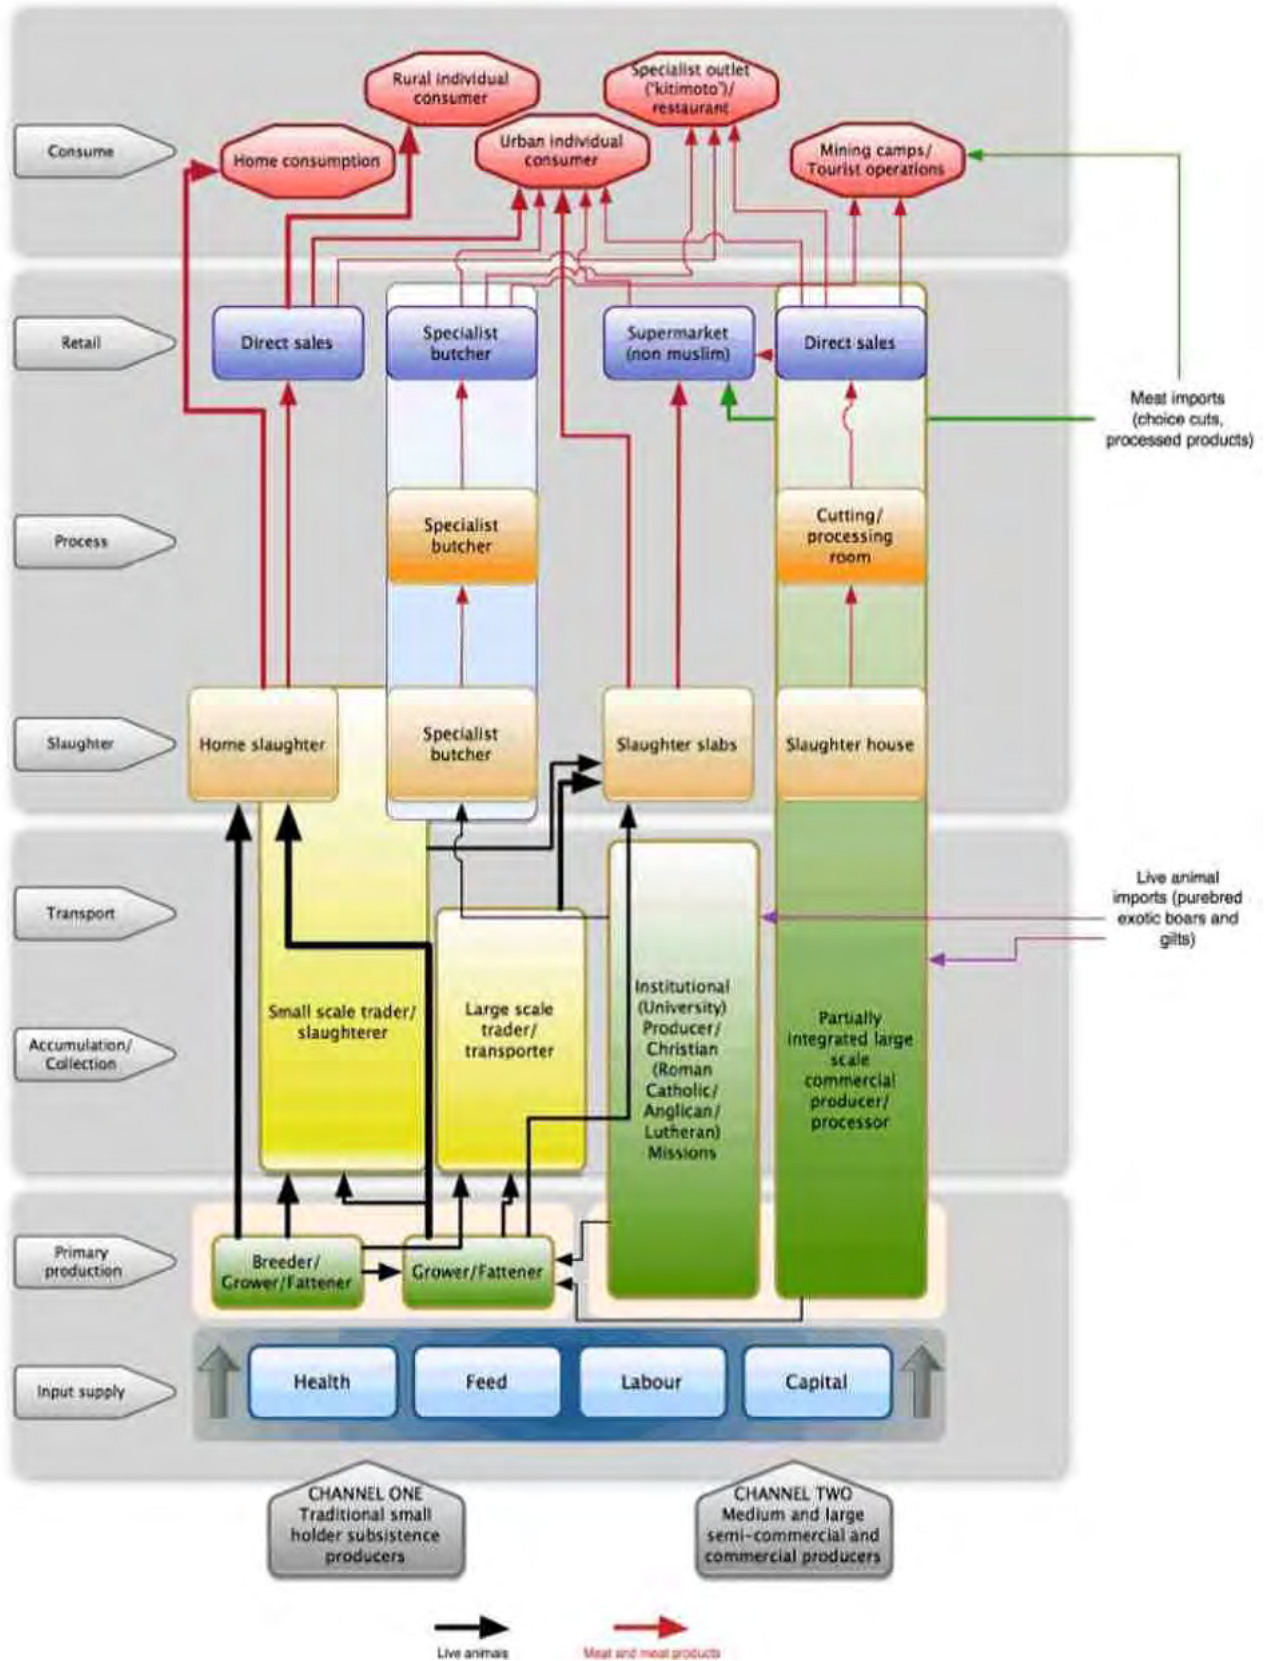 Consume
Rural individual
consumer
Specialist outlet
('kitimoto')/
restaurant
Home consumption
Urban individual
consumer
Mining camps/
Tourist operations
Retail
Direct sales
Specialist
butcher
Supermarket
(non muslim)
Direct sales
Meat imports
(choice cuts,
processed products)
Process
Specialist
butcher
Cutting/
processing
room
Slaughter
Home slaughter
Specialist
butcher
Slaughter slabs
Slaughter house
Transport
Live animal
imports (purebred
exotic boars and
gilts)
Accumulation/
Collection
Small scale trader/
slaughterer
Large scale
trader/
transporter
Institutional
(University)
Producer/
Christian
(Roman
Catholic/
Anglican/
Lutheran)
Missions
Partially
integrated large
scale
commercial
producer/
processor
Primary
production
Breeder/
Grower/Fattener
Grower/Fattener
Input supply
Health
Feed
Labour
Capital
CHANNEL ONE
Traditional small
holder subsistence
producers
CHANNEL TWO
Medium and large
semi-commercial and
commercial producers
Live animals
Meat and meat products